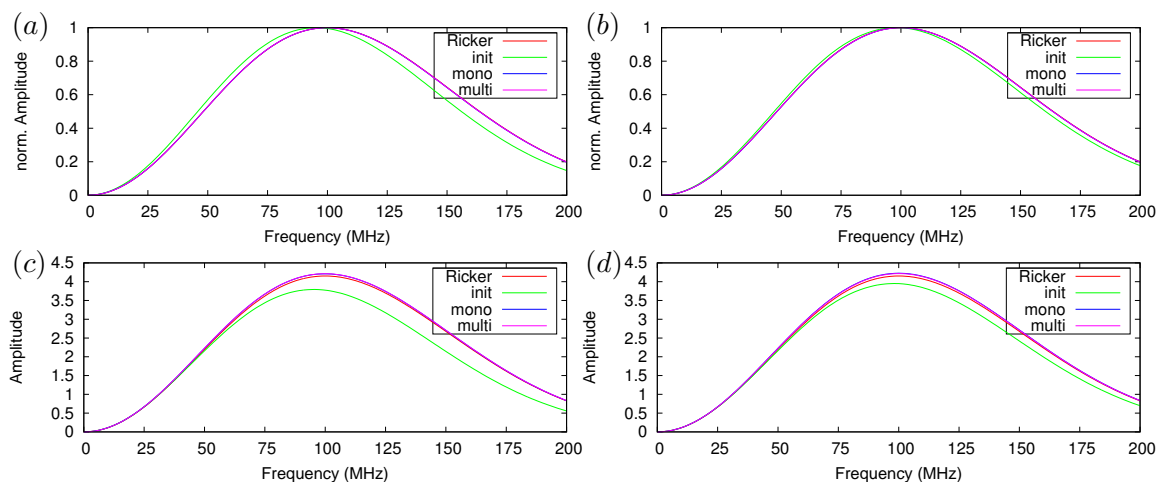 (a)
norm. Amplitude
1
0.8
0.6
0.4
0.2
0
Ricker
init
mono
multi
0 25 50 75 100 125 150 175 200
Frequency (MHz)
(b)
norm. Amplitude
1
0.8
0.6
0.4
0.2
0
Ricker
init
mono
multi
0 25 50 75 100 125 150 175 200
Frequency (MHz)
(c)
Amplitude
4.5
4
3.5
3
2.5
2
1.5
1
0.5
0
Ricker
init
mono
multi
0 25 50 75 100 125 150 175 200
Frequency (MHz)
(d)
Amplitude
4.5
4
3.5
3
2.5
2
1.5
1
0.5
0
Ricker
init
mono
multi
0 25 50 75 100 125 150 175 200
Frequency (MHz)